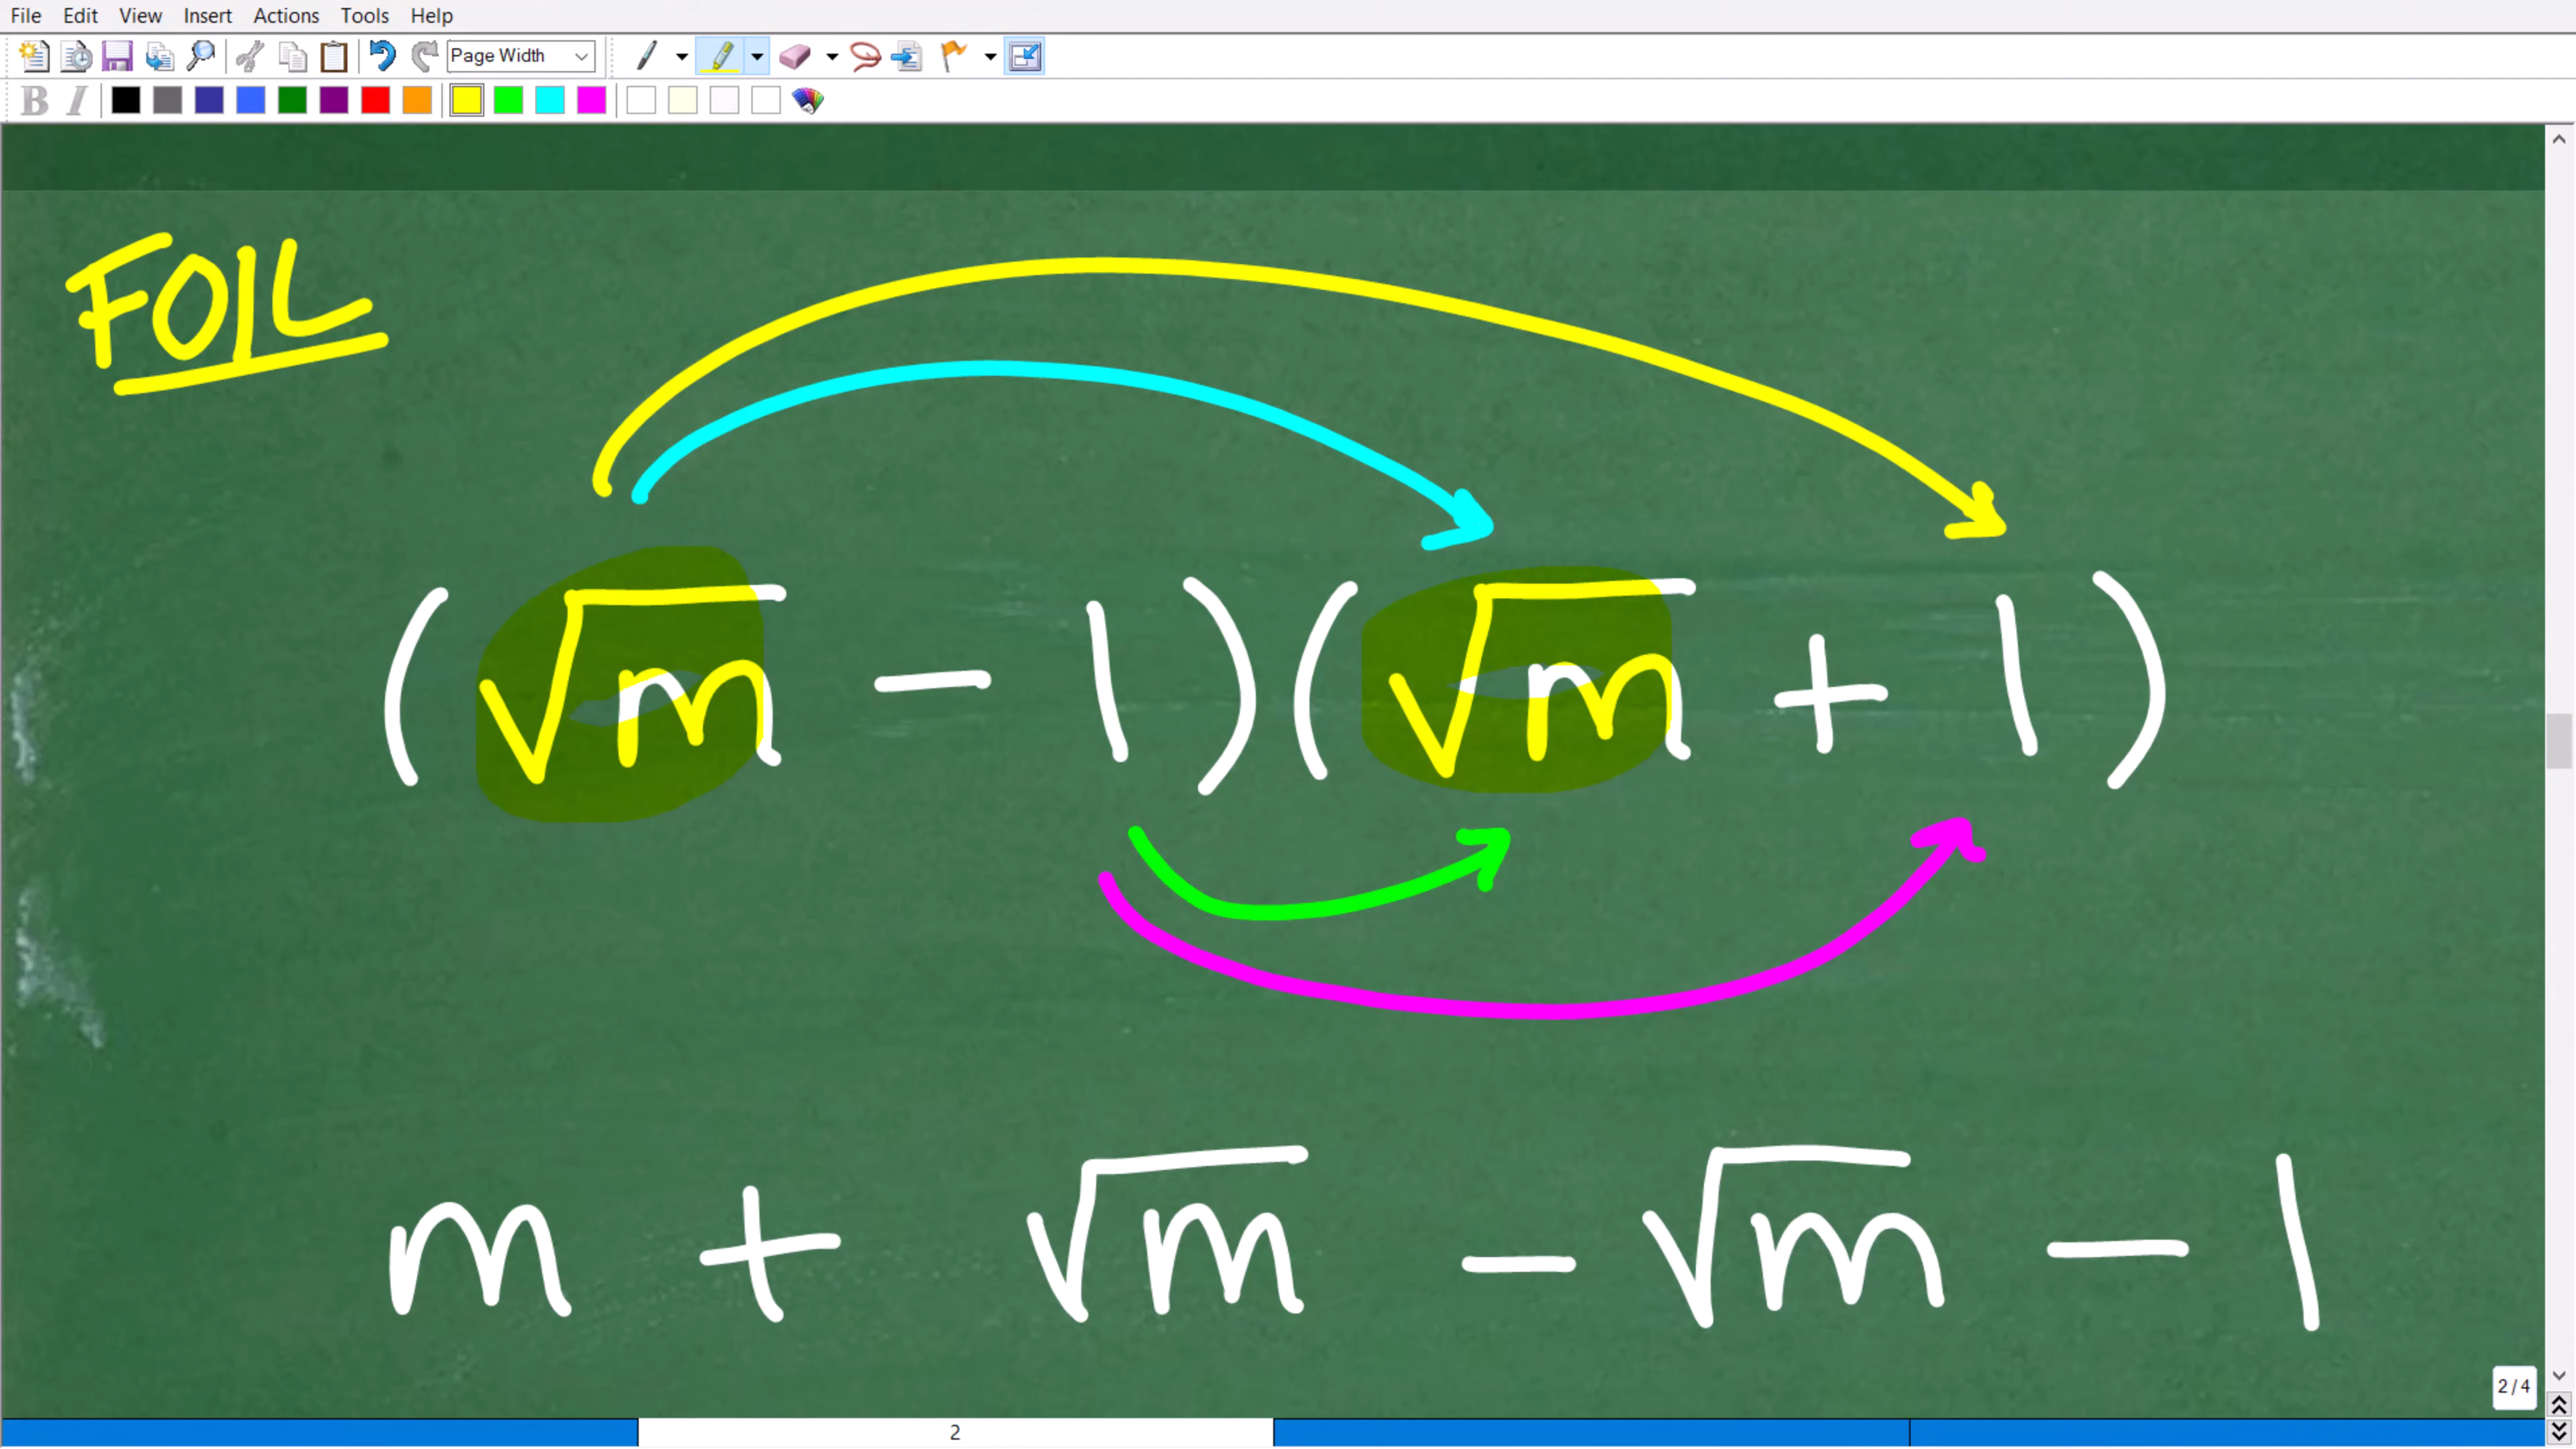 File Edit View Insert Actions Tools Help
Page Width
B I
FOIL
(√m - 1)(√m + 1)
m + √m - √m - 1
2 / 4
2